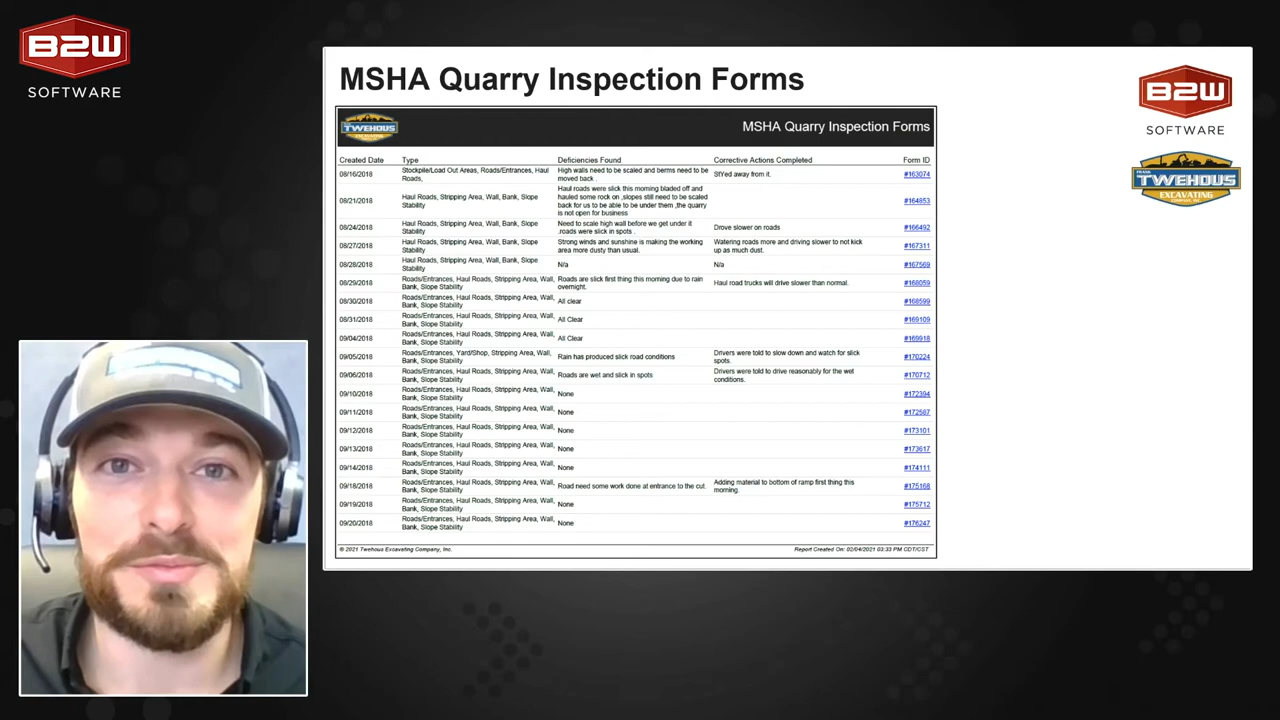 B2W
SOFTWARE
MSHA Quarry Inspection Forms
B2W
SOFTWARE
TWEHOUS
EXCAVATING
TWEHOUS
MSHA Quarry Inspection Forms
Created Date Type Deficiencies Found Corrective Actions Completed Form ID
08/16/2018 Stockpile/Load Out Areas, Roads/Entrances, Haul High walls need to be scaled and berms need to be StYed away from it. #163074
Roads, moved back .
Haul roads were slick this morning bladed off and
08/21/2018 Haul Roads, Stripping Area, Wall, Bank, Slope hauled some rock on ,slopes still need to be scaled #164853
Stability back for us to be able to be under them ,the quarry
is not open for business
08/24/2018 Haul Roads, Stripping Area, Wall, Bank, Slope Need to scale high wall before we get under it Drove slower on roads #166492
Stability .roads were slick in spots .
08/27/2018 Haul Roads, Stripping Area, Wall, Bank, Slope Strong winds and sunshine is making the working Watering roads more and driving slower to not kick #167311
Stability area more dusty than usual. up as much dust.
08/28/2018 Haul Roads, Stripping Area, Wall, Bank, Slope N/a N/a #167569
Stability
08/29/2018 Roads/Entrances, Haul Roads, Stripping Area, Wall, Roads are slick first thing this morning due to rain Haul road trucks will drive slower than normal. #168059
Bank, Slope Stability overnight.
08/30/2018 Roads/Entrances, Haul Roads, Stripping Area, Wall, All clear #168599
Bank, Slope Stability
08/31/2018 Roads/Entrances, Haul Roads, Stripping Area, Wall, All Clear #169109
Bank, Slope Stability
09/04/2018 Roads/Entrances, Haul Roads, Stripping Area, Wall, All Clear #169918
Bank, Slope Stability
09/05/2018 Roads/Entrances, Yard/Shop, Stripping Area, Wall, Rain has produced slick road conditions Drivers were told to slow down and watch for slick #170224
Bank, Slope Stability spots.
09/06/2018 Roads/Entrances, Haul Roads, Stripping Area, Wall, Roads are wet and slick in spots Drivers were told to drive reasonably for the wet #170712
Bank, Slope Stability conditions.
09/10/2018 Roads/Entrances, Haul Roads, Stripping Area, Wall, None #172394
Bank, Slope Stability
09/11/2018 Roads/Entrances, Haul Roads, Stripping Area, Wall, None #172587
Bank, Slope Stability
09/12/2018 Roads/Entrances, Haul Roads, Stripping Area, Wall, None #173101
Bank, Slope Stability
09/13/2018 Roads/Entrances, Haul Roads, Stripping Area, Wall, None #173617
Bank, Slope Stability
09/14/2018 Roads/Entrances, Haul Roads, Stripping Area, Wall, None #174111
Bank, Slope Stability
09/18/2018 Roads/Entrances, Haul Roads, Stripping Area, Wall, Road need some work done at entrance to the cut. Adding material to bottom of ramp first thing this #175168
Bank, Slope Stability morning.
09/19/2018 Roads/Entrances, Haul Roads, Stripping Area, Wall, None #175712
Bank, Slope Stability
09/20/2018 Roads/Entrances, Haul Roads, Stripping Area, Wall, None #176247
Bank, Slope Stability
© 2021 Twehous Excavating Company, Inc. Report Created On: 02/04/2021 03:33 PM CDT/CST